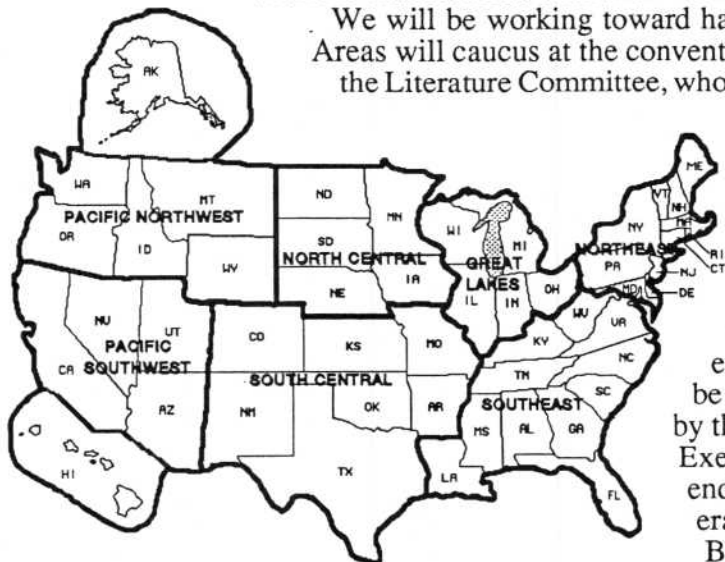 We will be working toward ha
Areas will caucus at the convent
the Literature Committee, who
AK
WA
MT
PACIFIC NORTHWEST
OR
ID
WY
ND
MN
SD
NORTH CENTRAL
NE
IA
WI
MI
GREAT
LAKES
IL
IN
OH
ME
VT
NH
NY
MA
NORTHEAST
RI
CT
PA
NJ
MD
DE
NV
UT
PACIFIC
SOUTHWEST
CA
AZ
HI
CO
KS
MO
SOUTH CENTRAL
NM
OK
AR
TX
LA
WV
VA
KY
NC
TN
SC
SOUTHEAST
MS
AL
GA
FL
e
be
by th
Exe
end
era
B